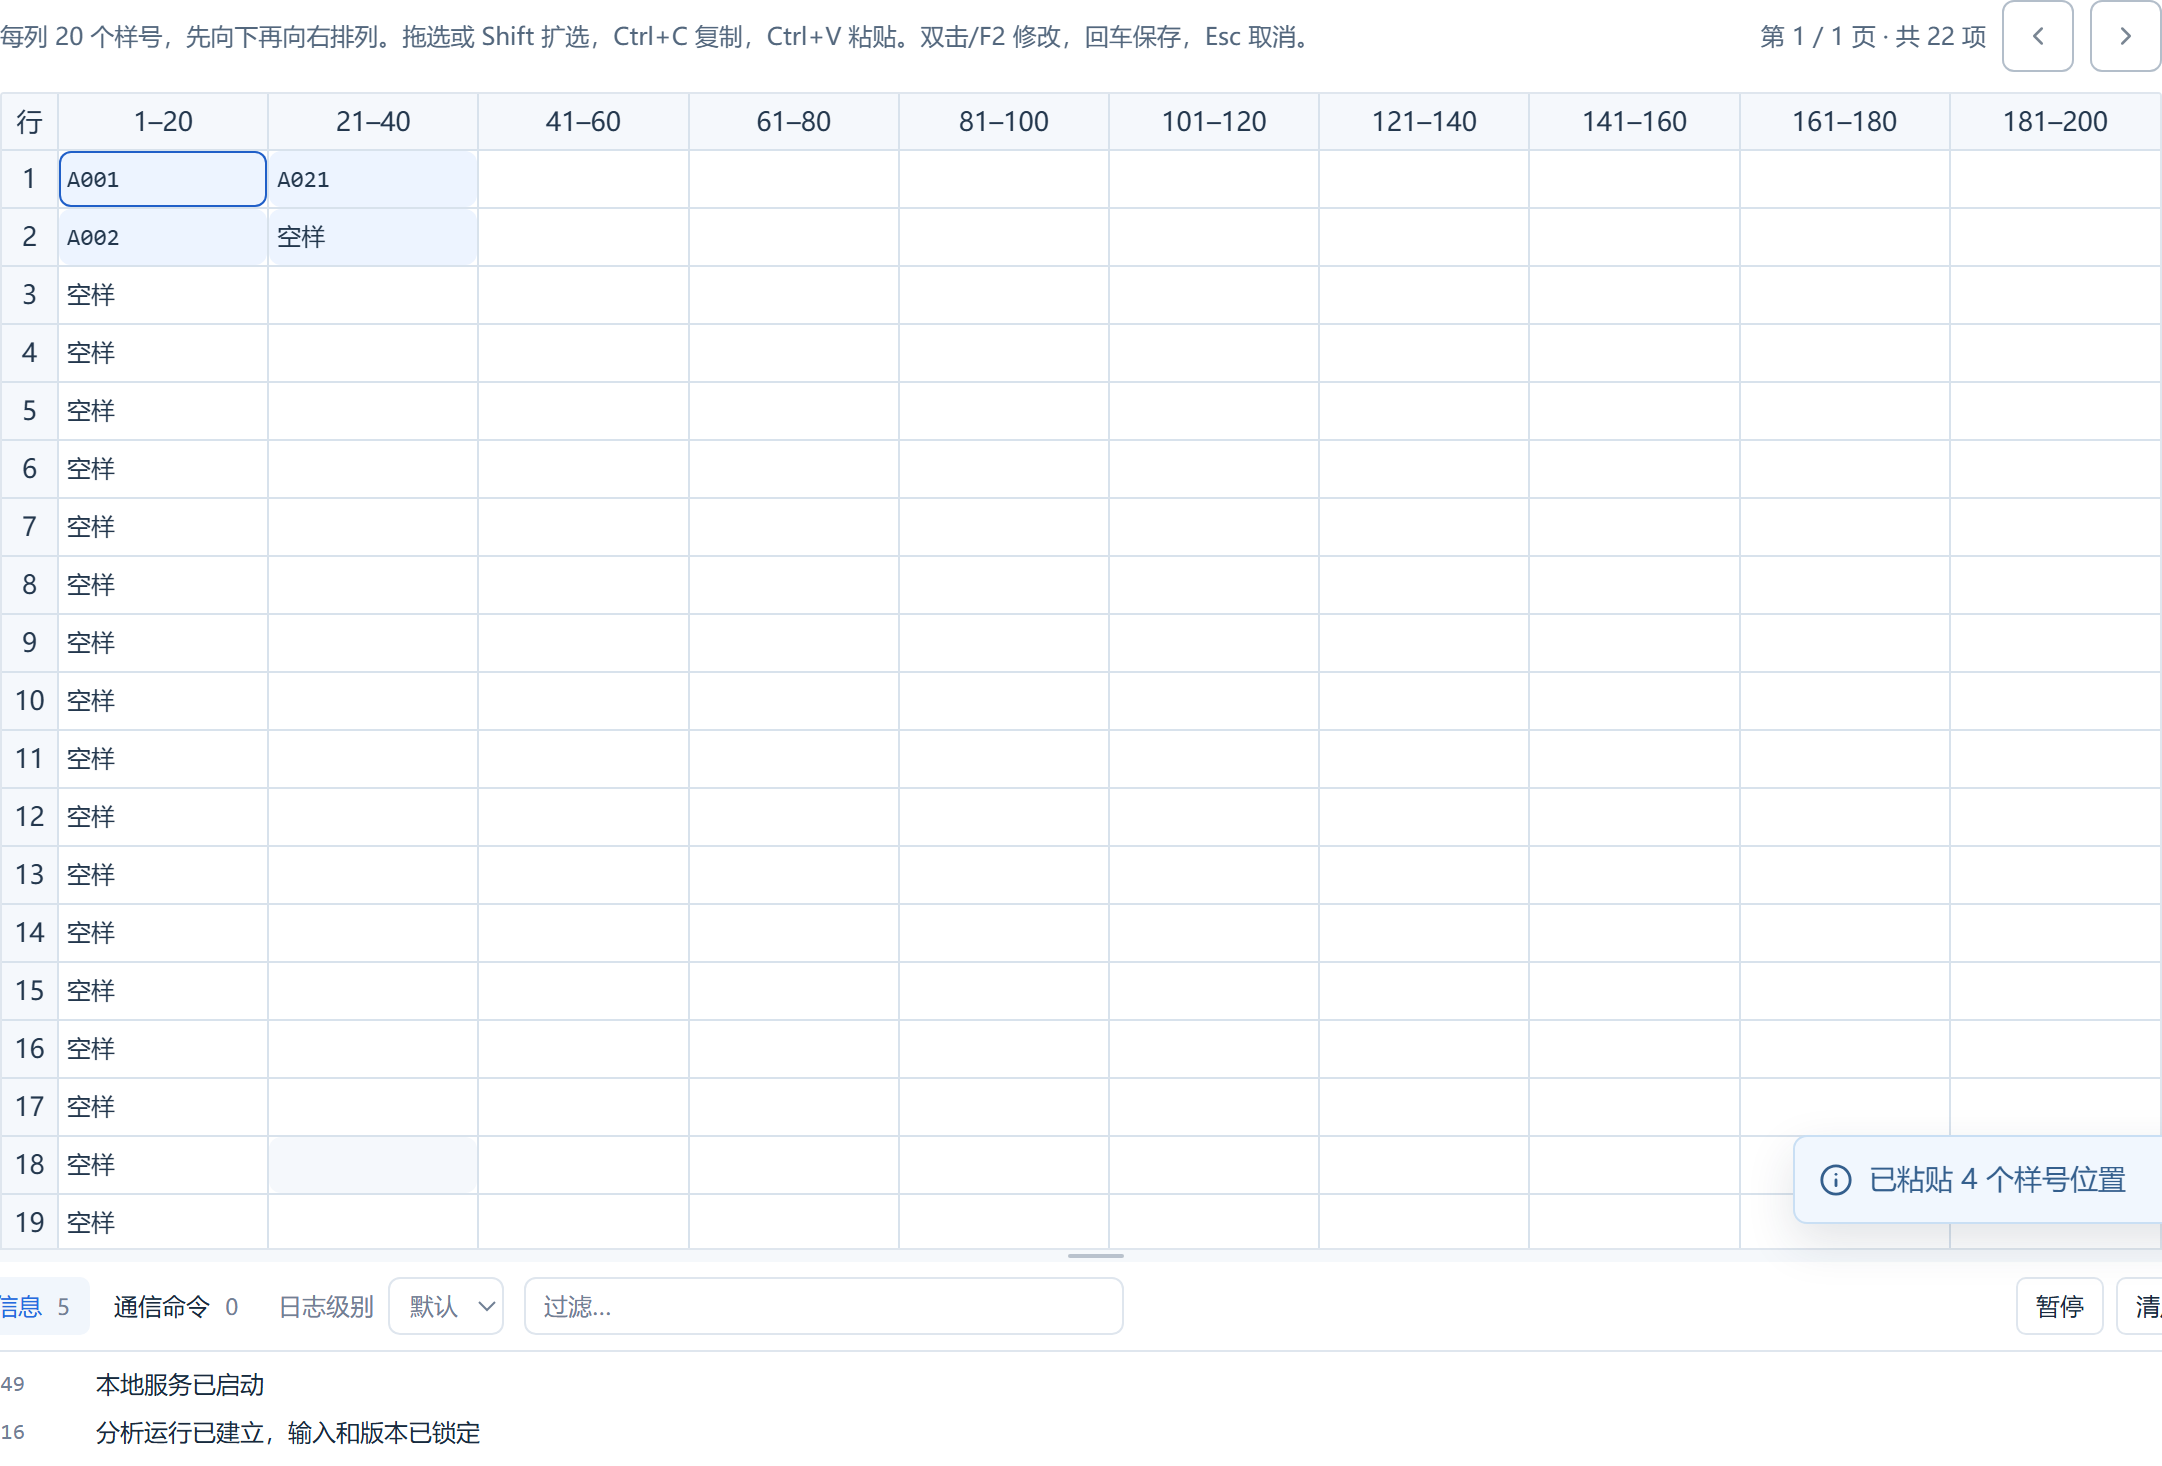 每列 20 个样号，先向下再向右排列。拖选或 Shift 扩选，Ctrl+C 复制，Ctrl+V 粘贴。双击/F2 修改，回车保存，Esc 取消。 第 1 / 1 页 · 共 22 项
行 1–20 21–40 41–60 61–80 81–100 101–120 121–140 141–160 161–180 181–200
1 A001 A021
2 A002 空样
3 空样
4 空样
5 空样
6 空样
7 空样
8 空样
9 空样
10 空样
11 空样
12 空样
13 空样
14 空样
15 空样
16 空样
17 空样
18 空样
已粘贴 4 个样号位置
19 空样
信息 5 通信命令 0 日志级别 默认 过滤... 暂停
49 本地服务已启动
16 分析运行已建立，输入和版本已锁定